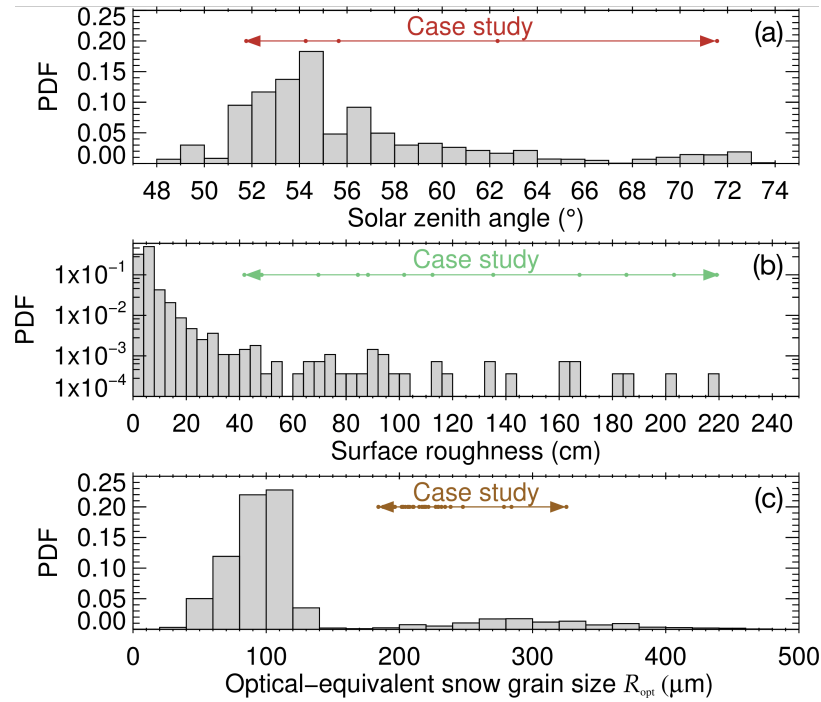 Case study
(a)
0.25
0.20
0.15
0.10
0.05
0.00
PDF
48 50 52 54 56 58 60 62 64 66 68 70 72 74
Solar zenith angle (°)
Case study
(b)
1x10⁻¹
1x10⁻²
1x10⁻³
1x10⁻⁴
PDF
0 20 40 60 80 100 120 140 160 180 200 220 240
Surface roughness (cm)
Case study
(c)
0.25
0.20
0.15
0.10
0.05
0.00
PDF
0 100 200 300 400 500
Optical−equivalent snow grain size Rₒₚₜ (μm)